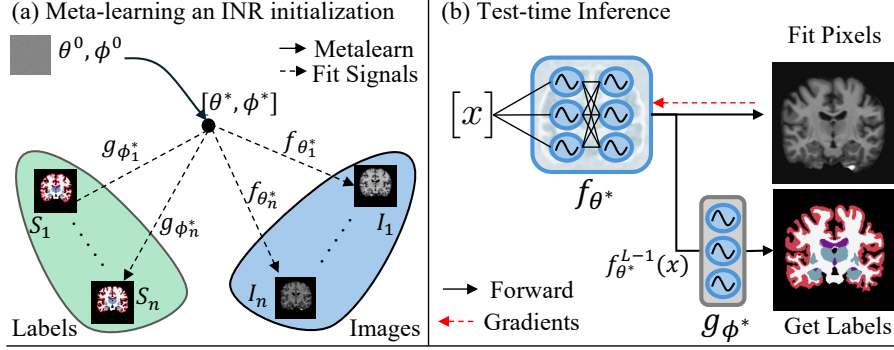 (a) Meta-learning an INR initialization
θ⁰, ϕ⁰
Metalearn
Fit Signals
[θ*, ϕ*]
g_{ϕ₁*}
f_{θ₁*}
g_{ϕₙ*}
f_{θₙ*}
S₁
I₁
Sₙ
Iₙ
Labels
Images
(b) Test-time Inference
Fit Pixels
[x]
f_{θ*}
f_{θ*}^{L-1}(x)
g_{ϕ*}
Forward
Gradients
Get Labels